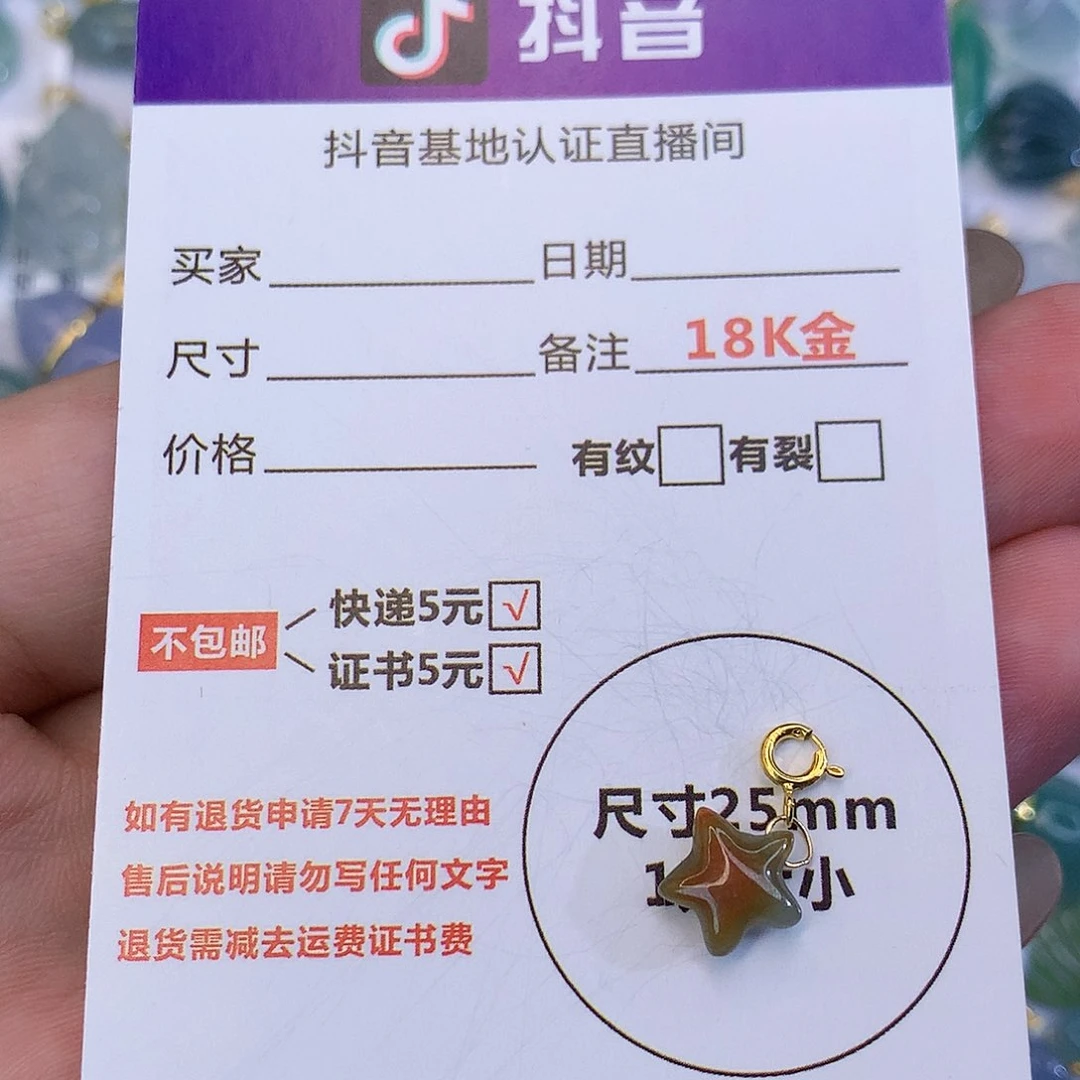 抖音
抖音基地认证直播间
买家 日期
尺寸 备注 18K金
价格 有纹 有裂
不包邮
快递5元 √
证书5元 √
如有退货申请7天无理由
售后说明请勿写任何文字
退货需减去运费证书费
尺寸25mm
1 小